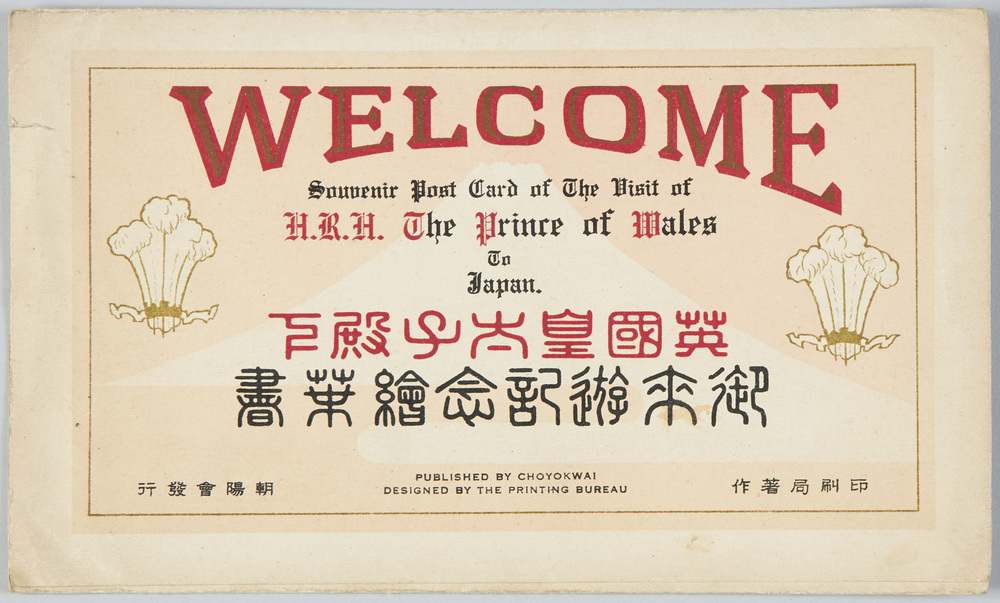 WELCOME
Souvenir Post Card of The Visit of
H.R.H. The Prince of Wales
To
Japan.
英國皇太子殿下
御来遊記念繪葉書
朝陽會發行
PUBLISHED BY CHOYOKWAI
DESIGNED BY THE PRINTING BUREAU
印刷局著作